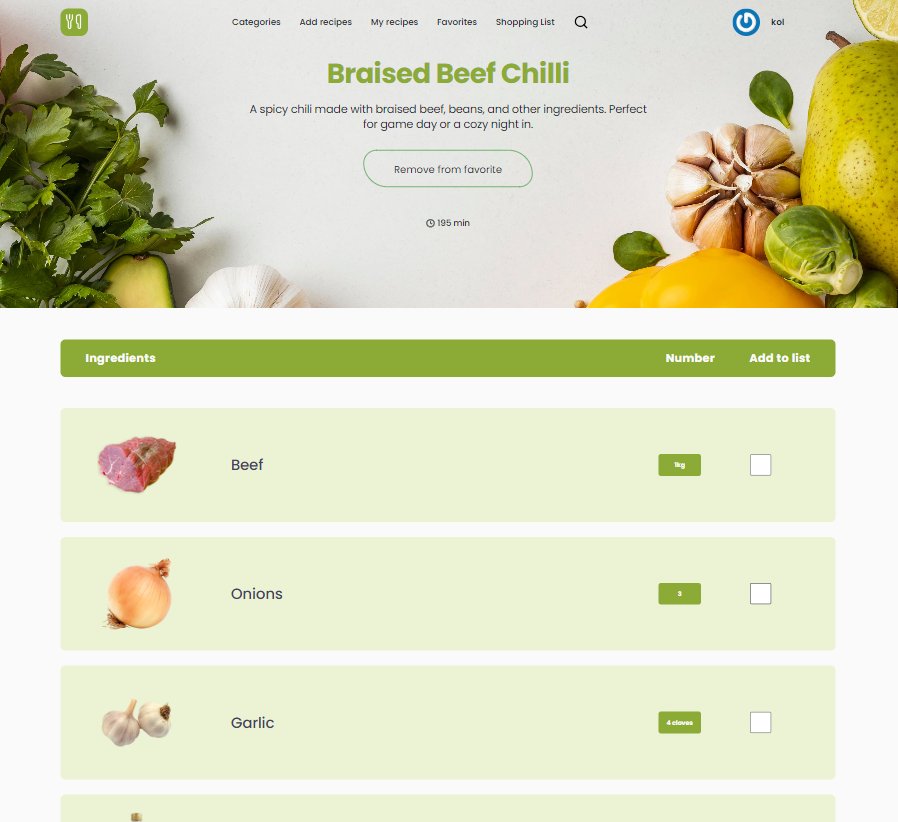 Categories Add recipes My recipes Favorites Shopping List kol
Braised Beef Chilli
A spicy chili made with braised beef, beans, and other ingredients. Perfect
for game day or a cozy night in.
Remove from favorite
195 min
Ingredients Number Add to list
Beef 1kg
Onions 3
Garlic 4 cloves